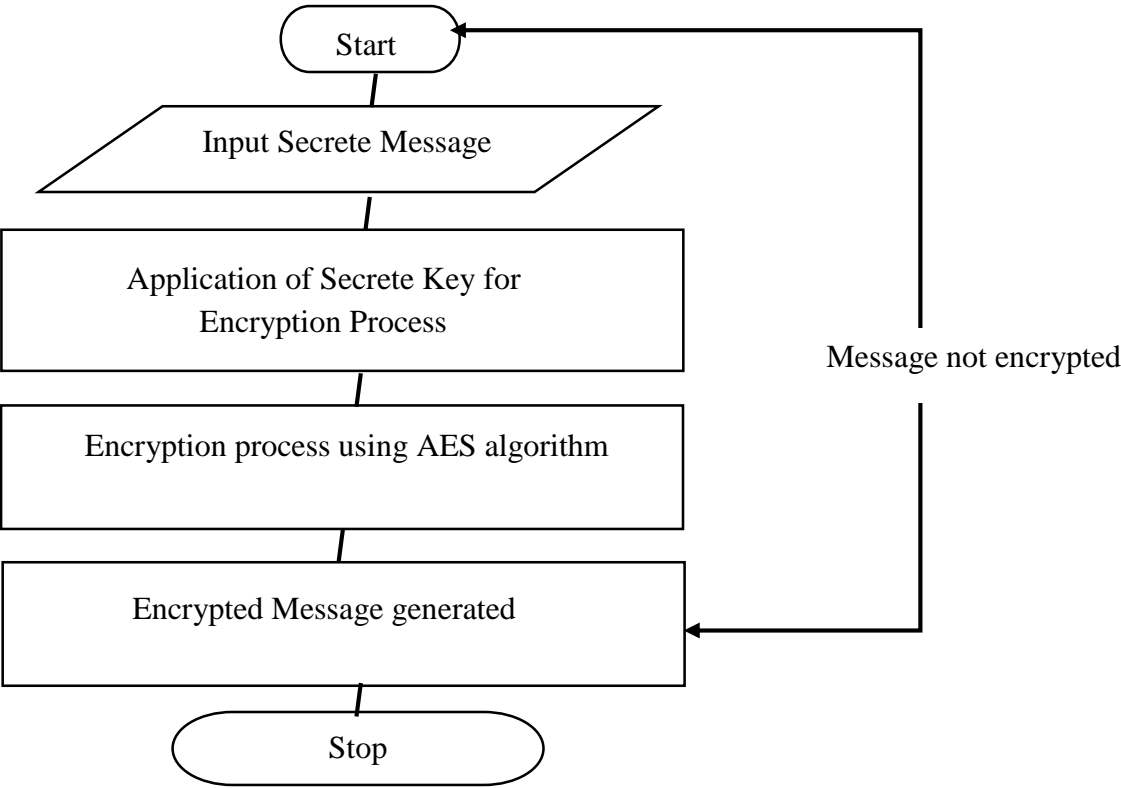 Start
Input Secrete Message
Application of Secrete Key for
Encryption Process
Message not encrypted
Encryption process using AES algorithm
Encrypted Message generated
Stop